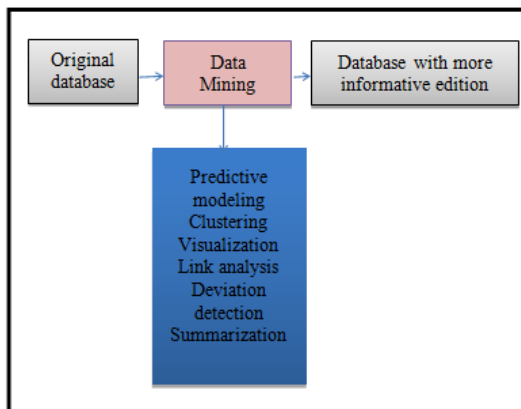 Original
database
Data
Mining
Database with more
informative edition
Predictive
modeling
Clustering
Visualization
Link analysis
Deviation
detection
Summarization